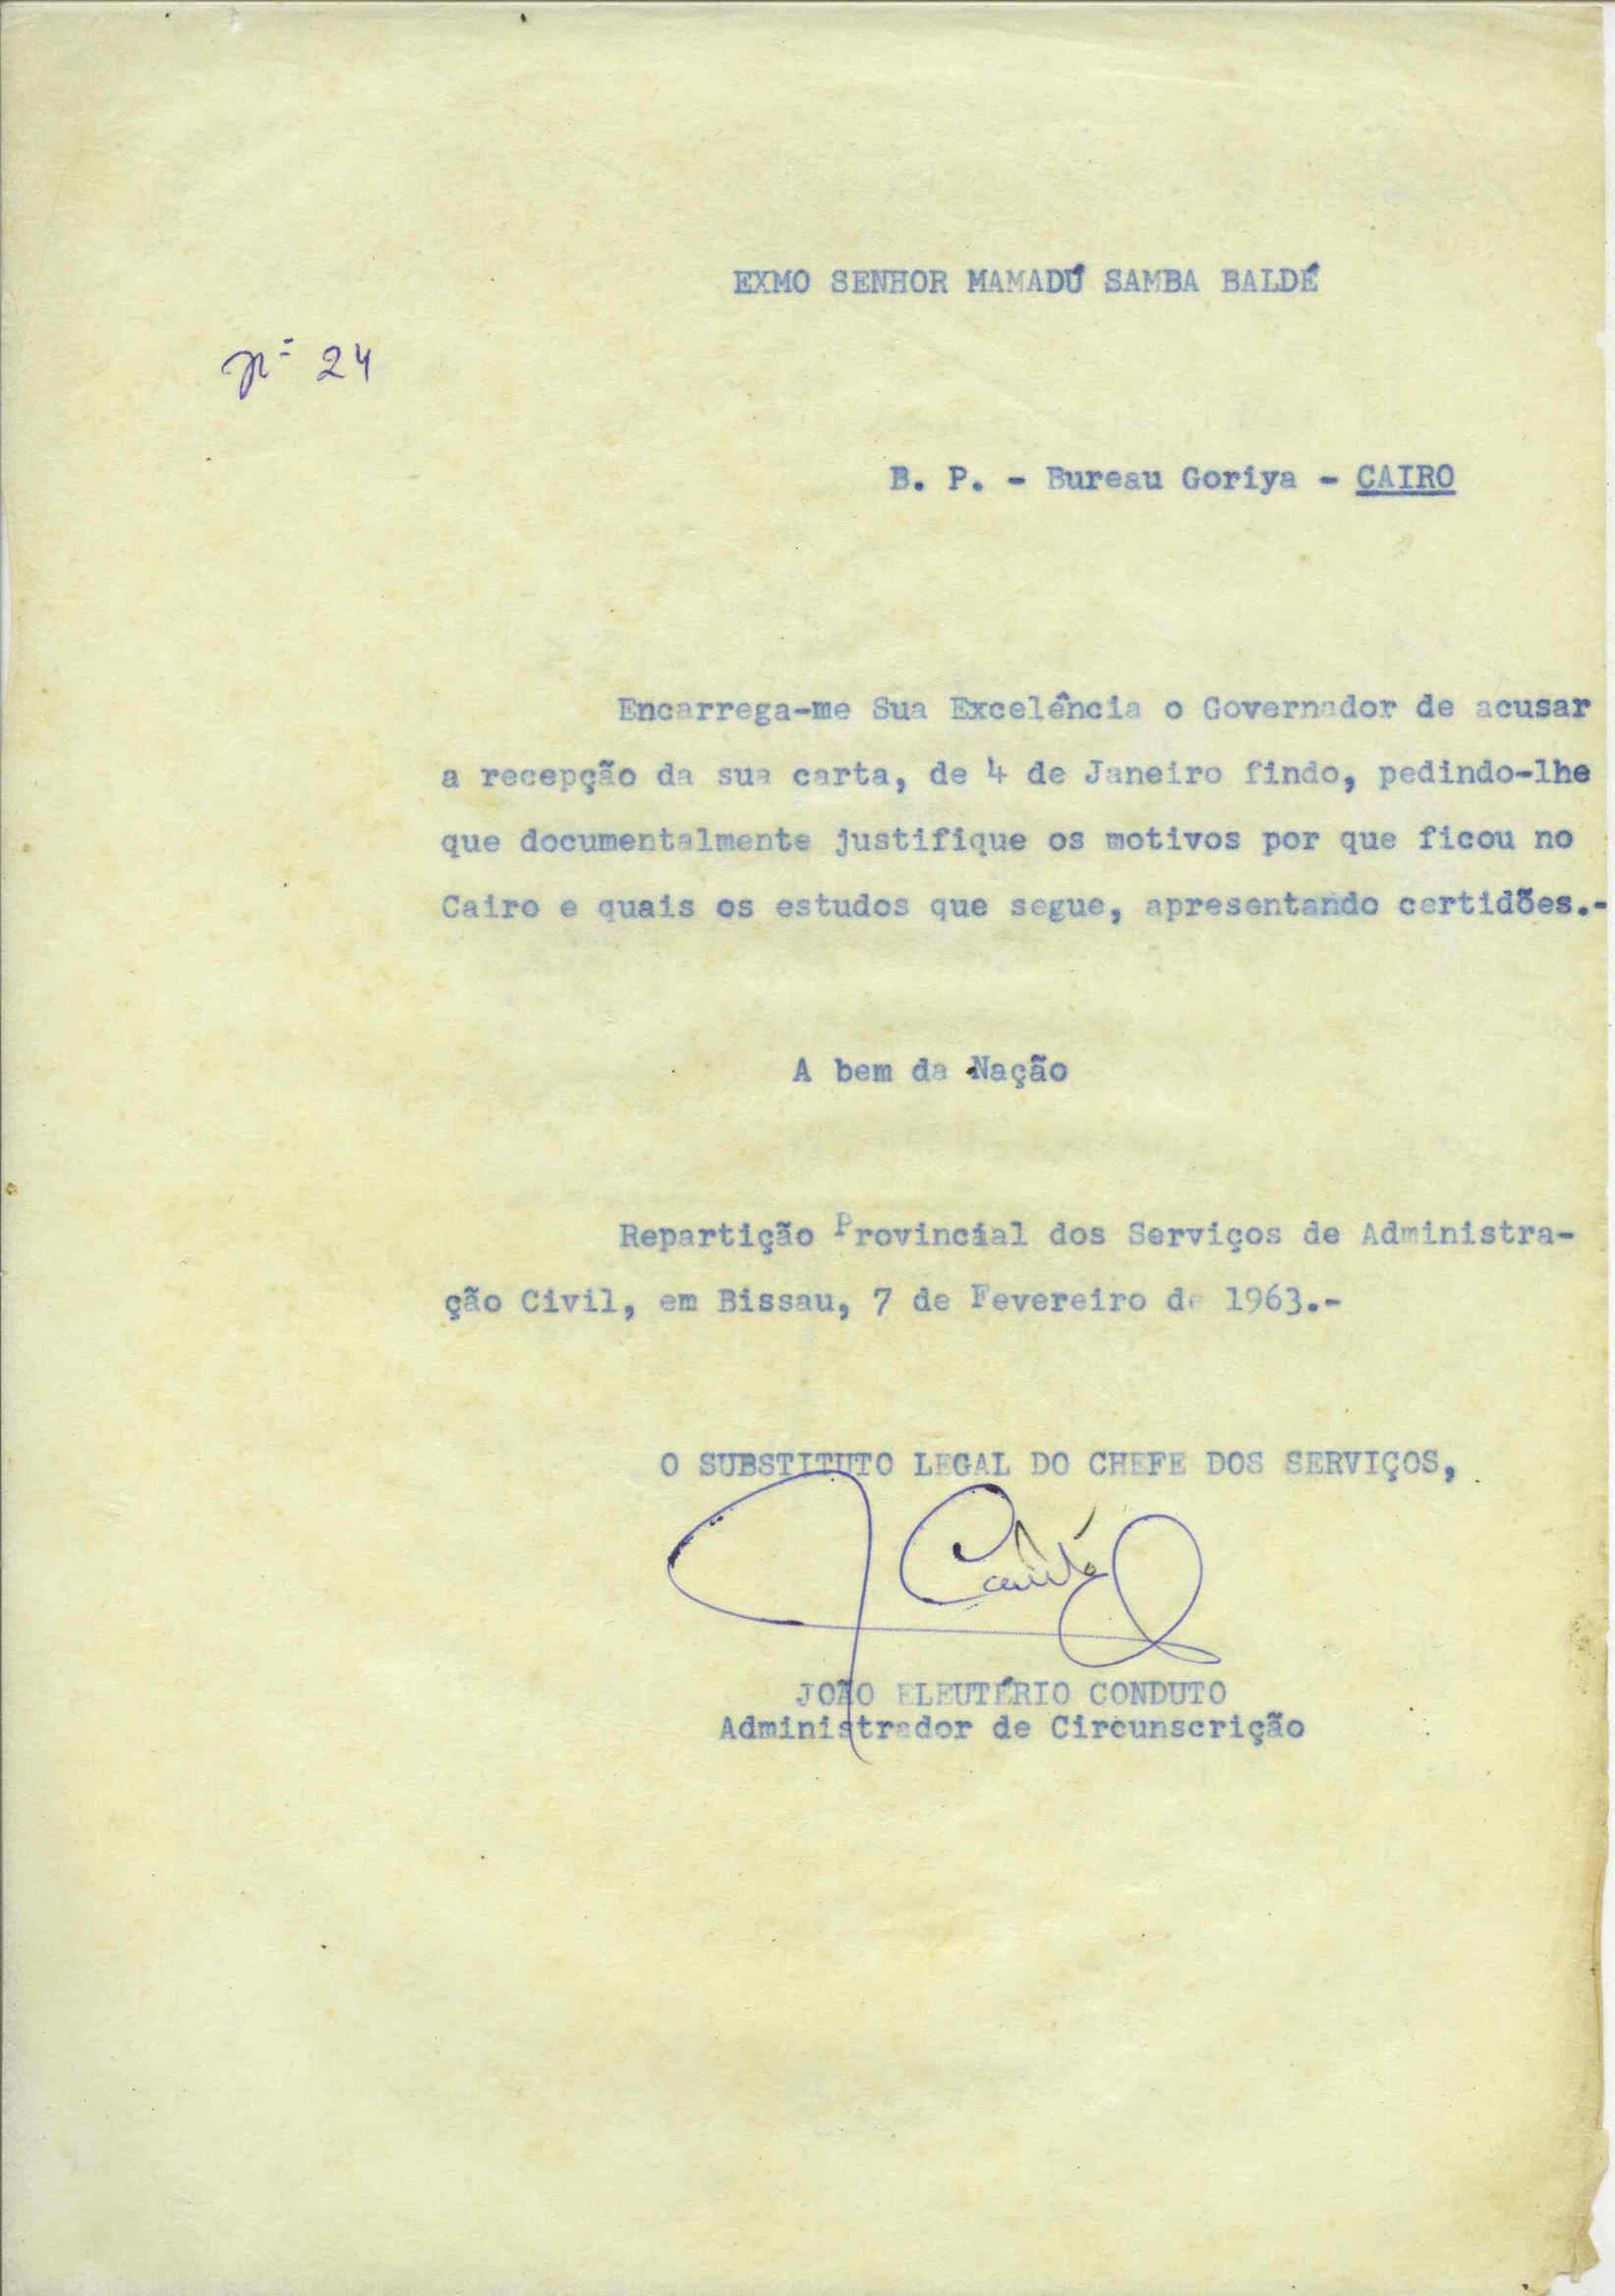 EXMO SENHOR MAMADÚ SAMBA BALDÉ
nº 24
B. P. - Bureau Goriya - CAIRO
Encarrega-me Sua Excelência o Governador de acusar
a recepção da sua carta, de 4 de Janeiro findo, pedindo-lhe
que documentalmente justifique os motivos por que ficou no
Cairo e quais os estudos que segue, apresentando certidões.-
A bem da Nação
Repartição Provincial dos Serviços de Administra-
ção Civil, em Bissau, 7 de Fevereiro de 1963.-
O SUBSTITUTO LEGAL DO CHEFE DOS SERVIÇOS,
JOÃO ELEUTÉRIO CONDUTO
Administrador de Circunscrição